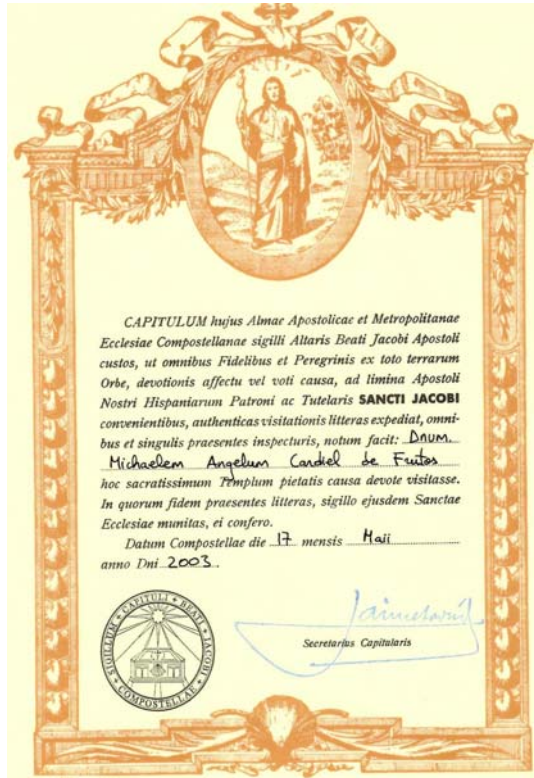 CAPITULUM hujus Almae Apostolicae et Metropolitanae
Ecclesiae Compostellanae sigilli Altaris Beati Jacobi Apostoli
custos, ut omnibus Fidelibus et Peregrinis ex toto terrarum
Orbe, devotionis affectu vel voti causa, ad limina Apostoli
Nostri Hispaniarum Patroni ac Tutelaris SANCTI JACOBI
convenientibus, authenticas visitationis litteras expediat, omni-
bus et singulis praesentes inspecturis, notum facit: Dnum.
Michaelem Angelum Cardiel de Frutos
hoc sacratissimum Templum pietatis causa devote visitasse.
In quorum fidem praesentes litteras, sigillo ejusdem Sanctae
Ecclesiae munitas, ei confero.
Datum Compostellae die 17 mensis Maii
anno Dni 2003.
SIGILLUM CAPITULI BEATI JACOBI COMPOSTELLAE
Secretarius Capitularis